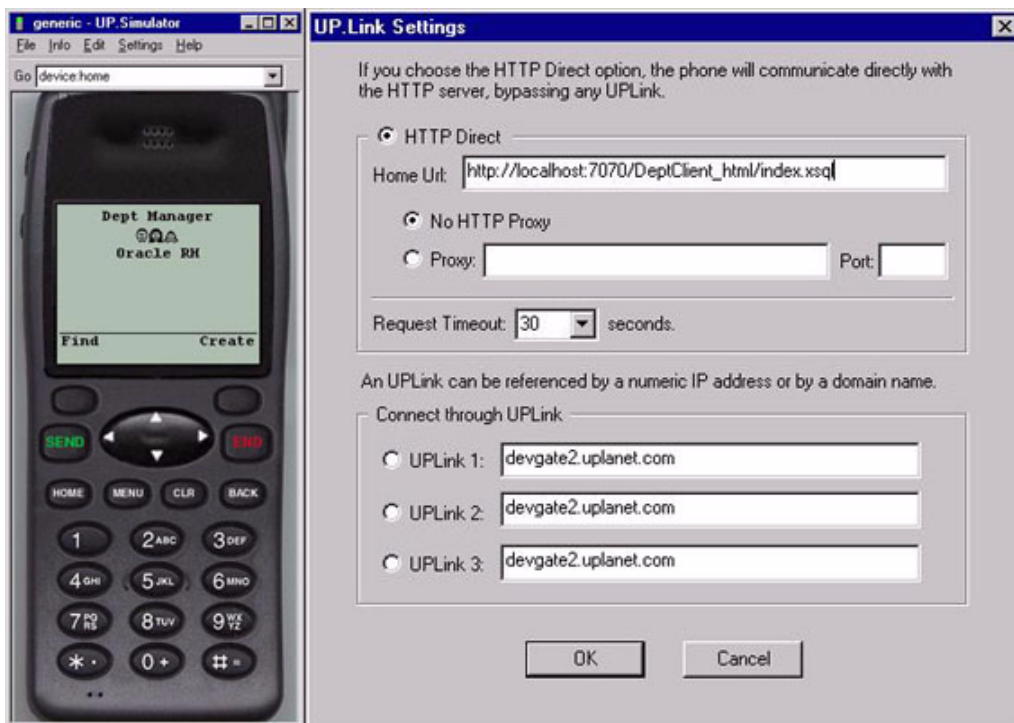 generic - UP.Simulator
File Info Edit Settings Help
Go device:home
Dept Manager
Oracle RH
Find Create
SEND END
HOME MENU CLR BACK
1 2ABC 3DEF
4GHI 5JKL 6MNO
7PQRS 8TUV 9WXYZ
* · 0 + # =
UP.Link Settings
If you choose the HTTP Direct option, the phone will communicate directly with
the HTTP server, bypassing any UPLink.
HTTP Direct
Home Url: http://localhost:7070/DeptClient_html/index.xsql
No HTTP Proxy
Proxy: Port:
Request Timeout: 30 seconds.
An UPLink can be referenced by a numeric IP address or by a domain name.
Connect through UPLink
UPLink 1: devgate2.uplanet.com
UPLink 2: devgate2.uplanet.com
UPLink 3: devgate2.uplanet.com
OK Cancel